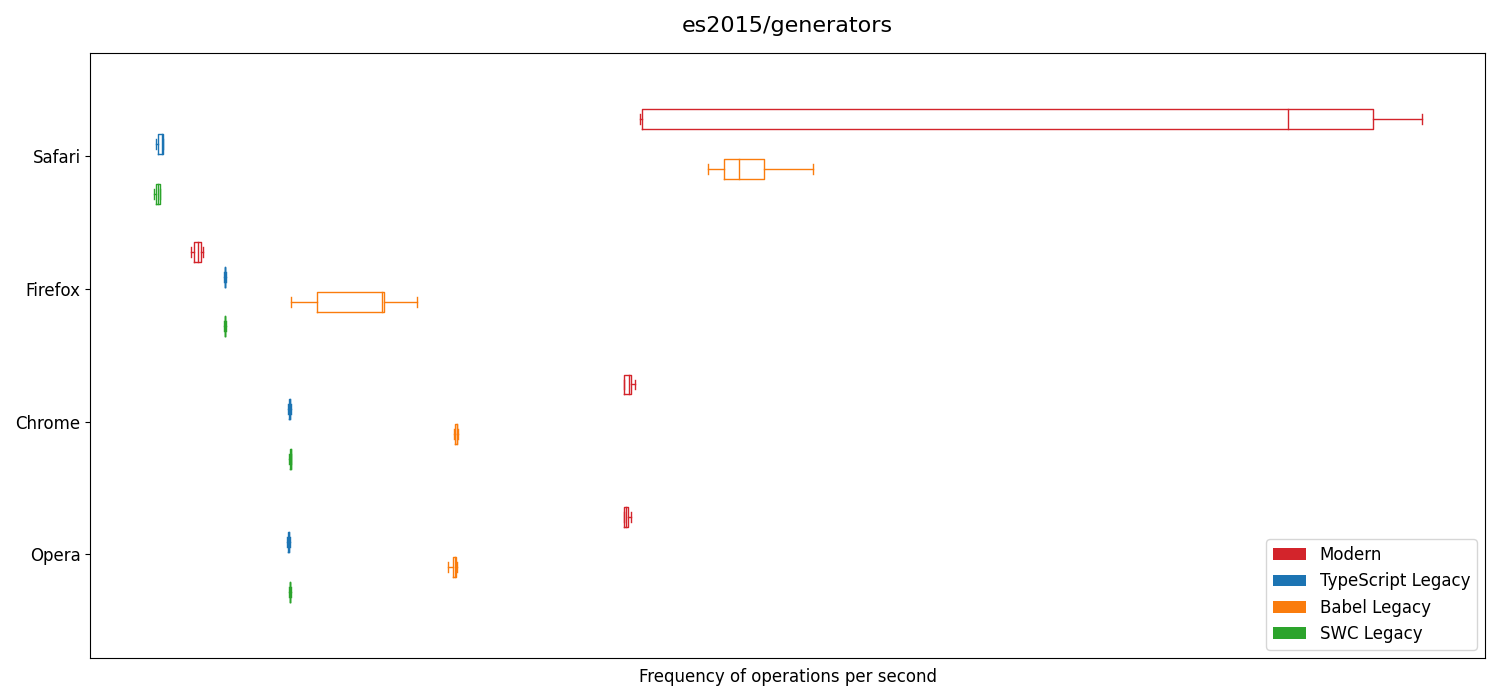 es2015/generators
Safari
Firefox
Chrome
Opera
Modern
TypeScript Legacy
Babel Legacy
SWC Legacy
Frequency of operations per second